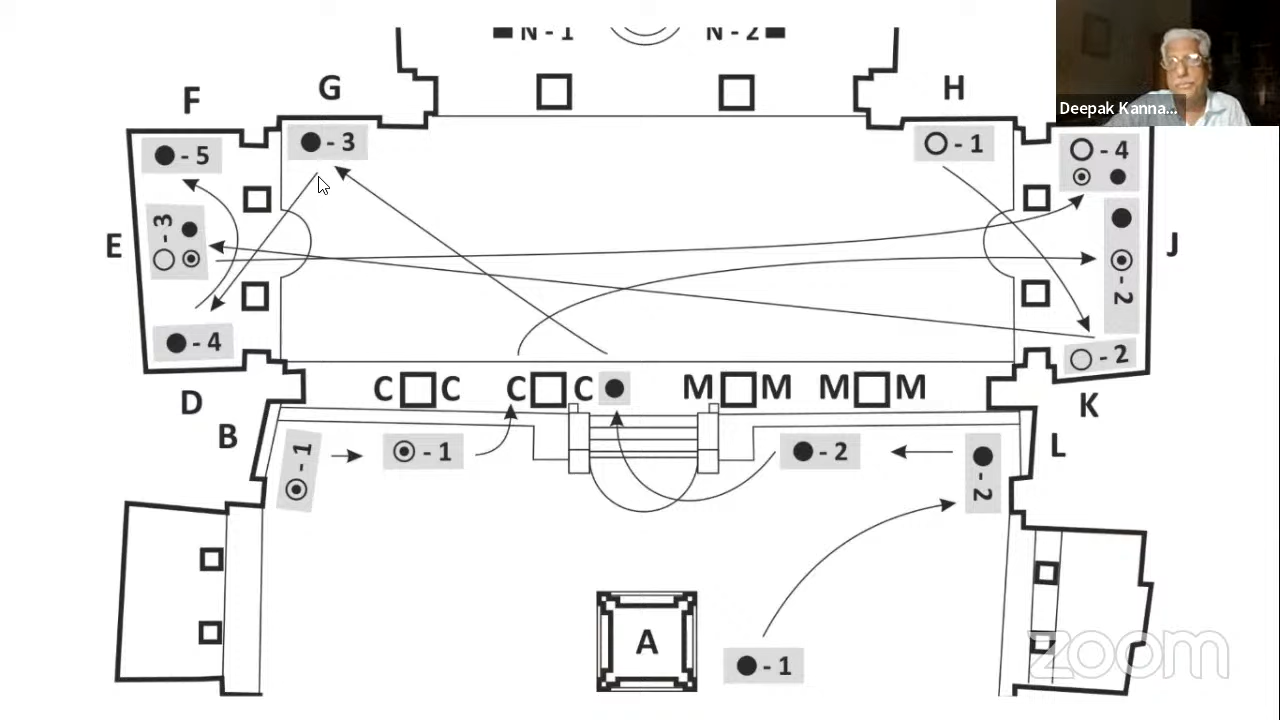 N - 1 N - 2
Deepak Kanna...
F G H
- 5 - 3 - 1 - 4
- 3
E J
- 2
- 4 - 2
D C C C C M M M M K
B L
- 1 - 1 - 2 - 2
A - 1
zoom